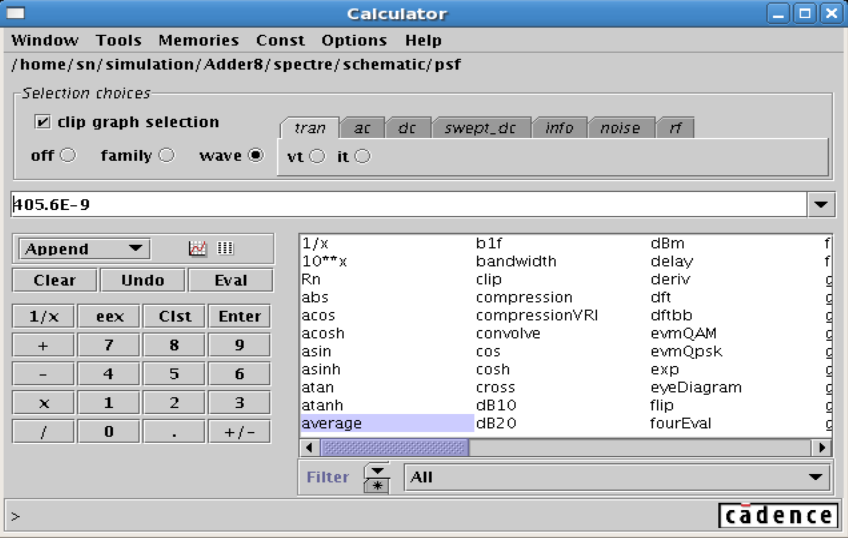 Calculator
Window Tools Memories Const Options Help
/home/sn/simulation/Adder8/spectre/schematic/psf
Selection choices
clip graph selection
off family wave
tran ac dc swept_dc info noise rf
vt it
405.6E-9
Append
Clear Undo Eval
1/x eex Clst Enter
+ 7 8 9
- 4 5 6
x 1 2 3
/ 0 . +/-
1/x b1f dBm f
10**x bandwidth delay f
Rn clip deriv g
abs compression dft g
acos compressionVRI dftbb g
acosh convolve evmQAM g
asin cos evmQpsk g
asinh cosh exp g
atan cross eyeDiagram g
atanh dB10 flip g
average dB20 fourEval g
Filter * All
> cādence